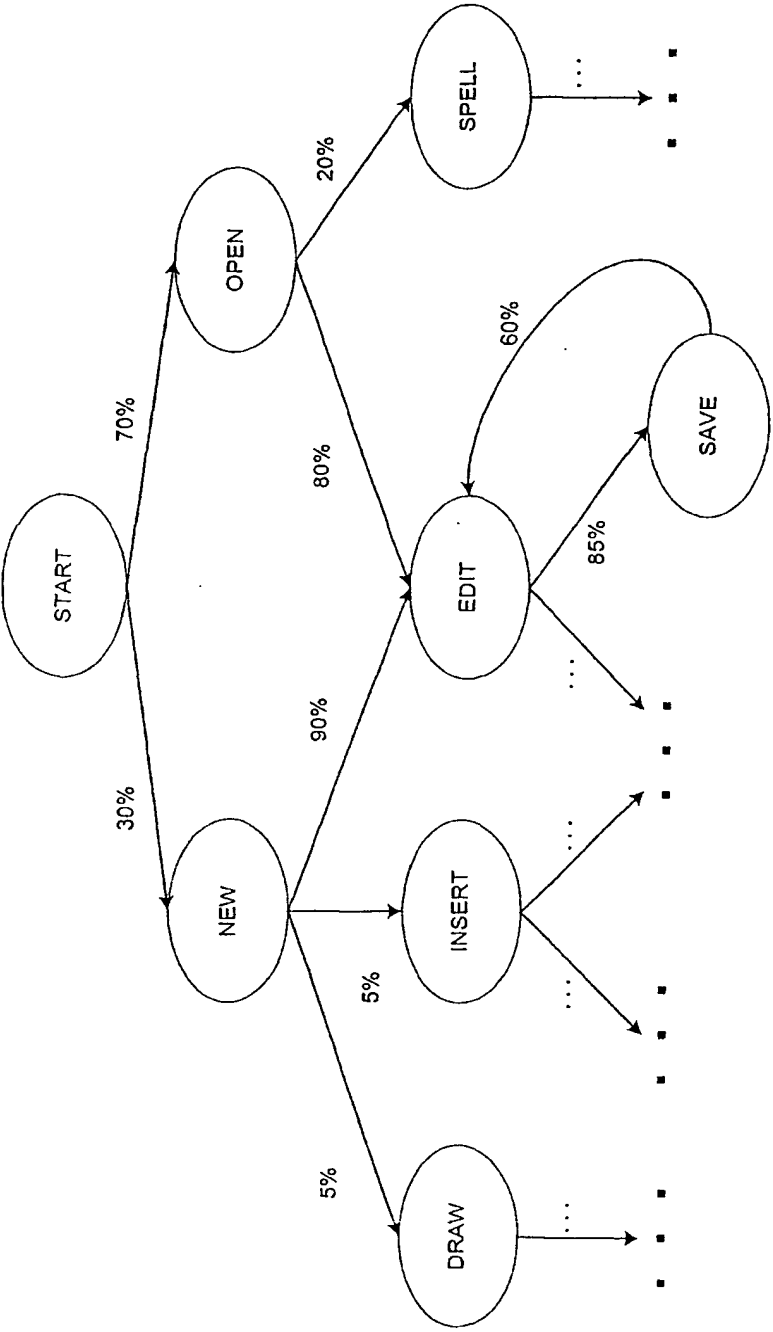 START
30%
70%
NEW
OPEN
5%
5%
90%
80%
20%
DRAW
INSERT
EDIT
SPELL
...
...
...
...
85%
60%
...
SAVE